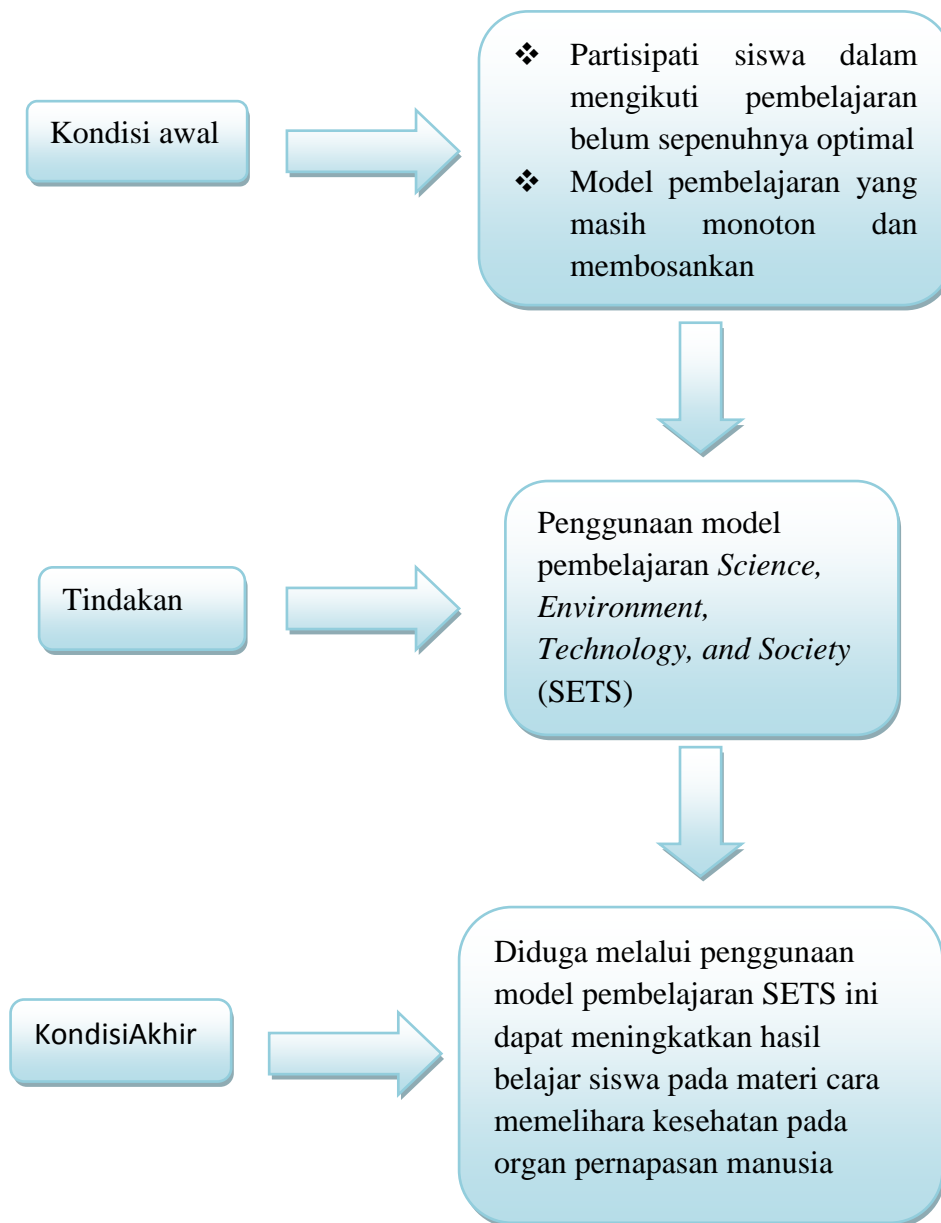 Kondisi awal
❖ Partisipati siswa dalam
mengikuti pembelajaran
belum sepenuhnya optimal
❖ Model pembelajaran yang
masih monoton dan
membosankan
Tindakan
Penggunaan model
pembelajaran Science,
Environment,
Technology, and Society
(SETS)
KondisiAkhir
Diduga melalui penggunaan
model pembelajaran SETS ini
dapat meningkatkan hasil
belajar siswa pada materi cara
memelihara kesehatan pada
organ pernapasan manusia